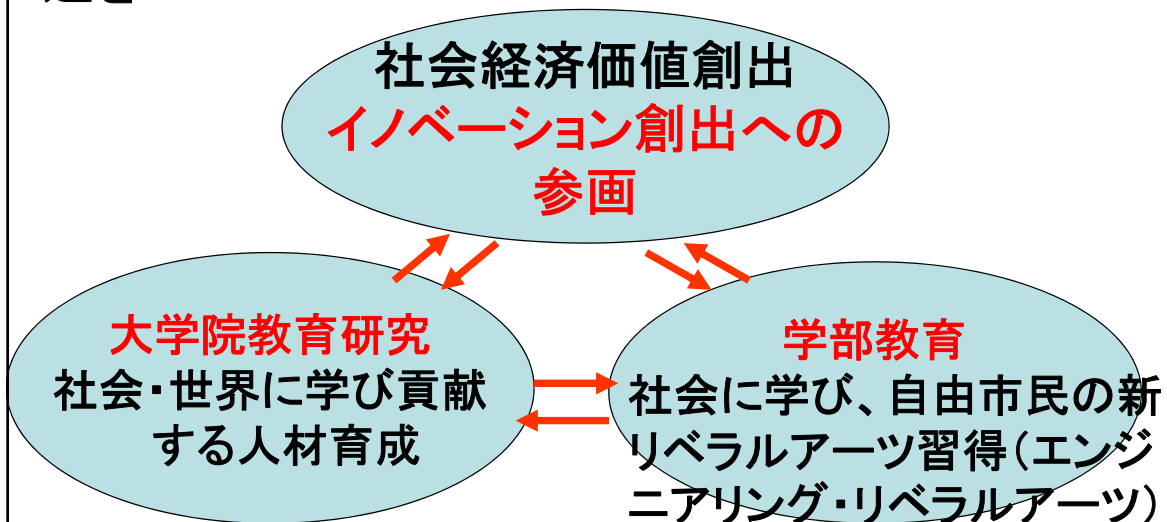 社会経済価値創出
イノベーション創出への
参画
大学院教育研究
社会・世界に学び貢献
する人材育成
学部教育
社会に学び、自由市民の新
リベラルアーツ習得(エンジ
ニアリング・リベラルアーツ)